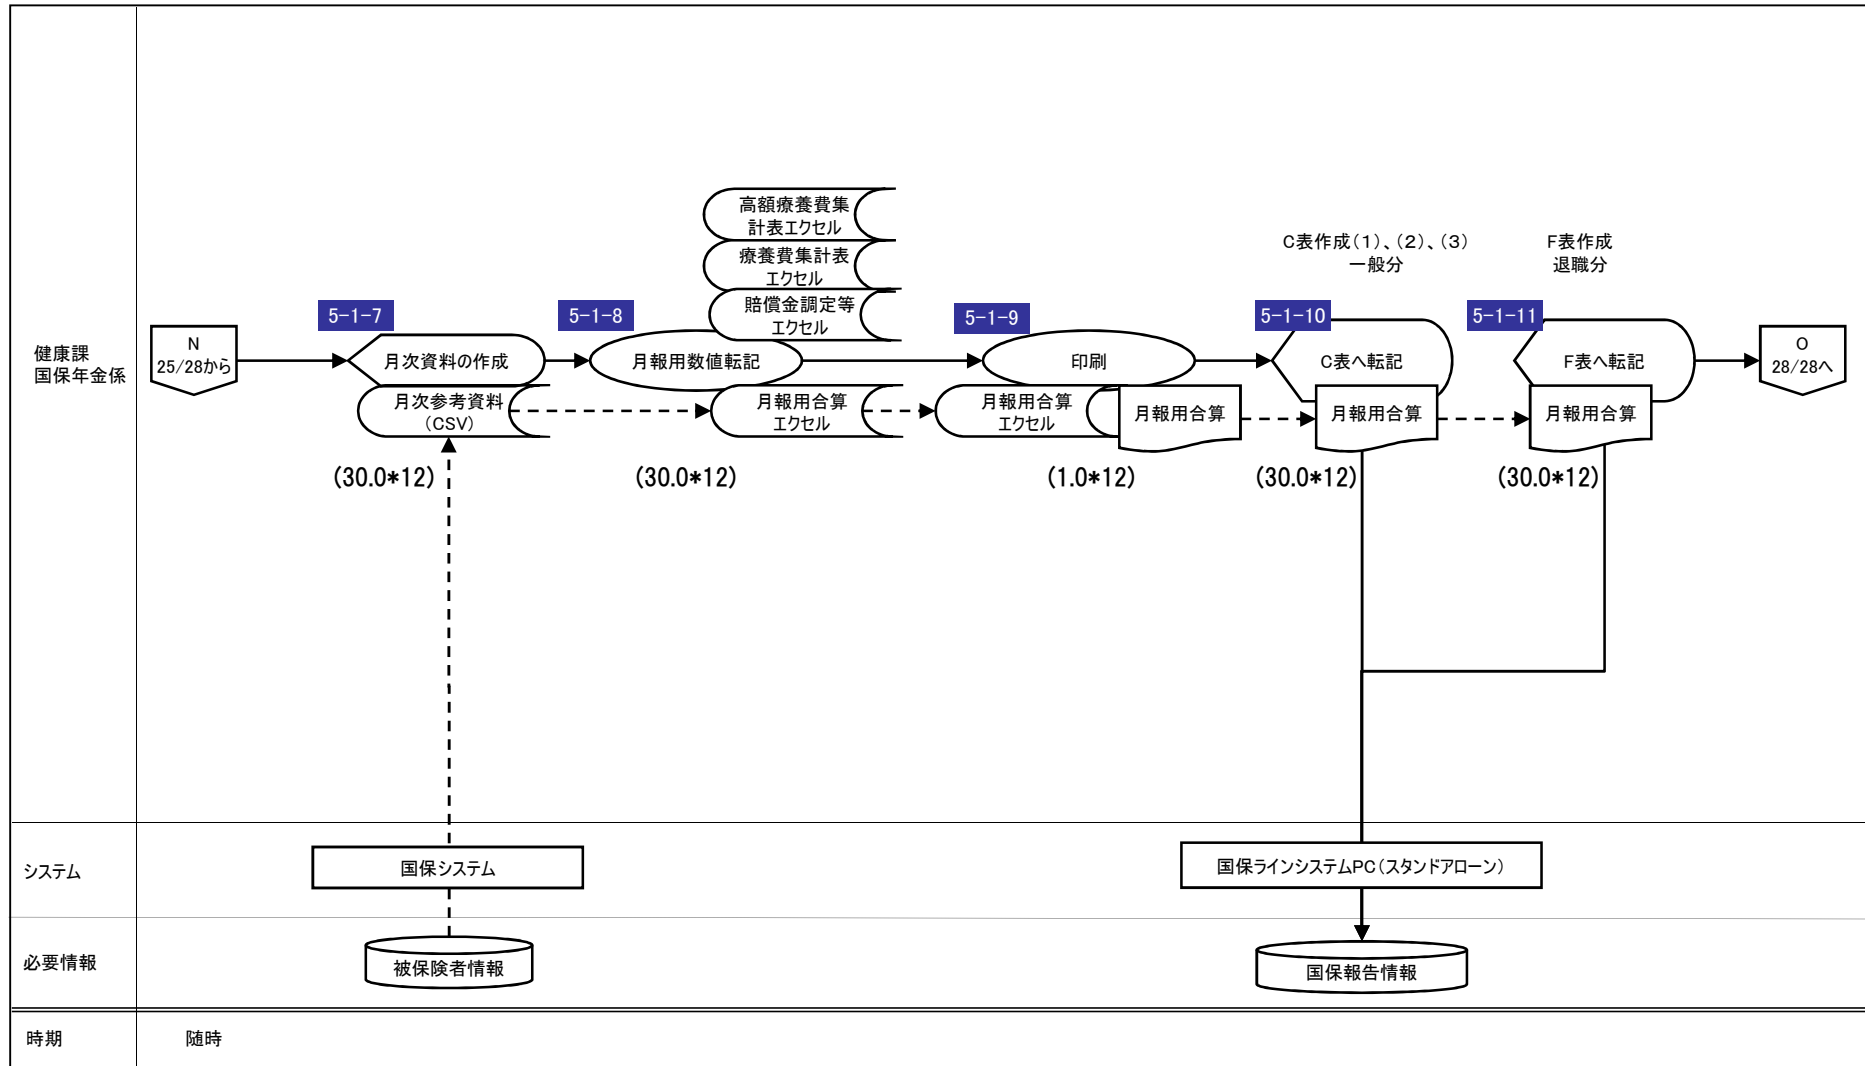 健康課
国保年金係
N
25/28から
5-1-7
月次資料の作成
月次参考資料
（CSV）
(30.0*12)
5-1-8
月報用数値転記
高額療養費集
計表エクセル
療養費集計表
エクセル
賠償金調定等
エクセル
月報用合算
エクセル
(30.0*12)
5-1-9
印刷
月報用合算
エクセル
月報用合算
(1.0*12)
C表作成（1）、（2）、（3）
一般分
5-1-10
C表へ転記
月報用合算
(30.0*12)
F表作成
退職分
5-1-11
F表へ転記
月報用合算
(30.0*12)
O
28/28へ
システム
国保システム
国保ラインシステムPC（スタンドアローン）
必要情報
被保険者情報
国保報告情報
時期
随時